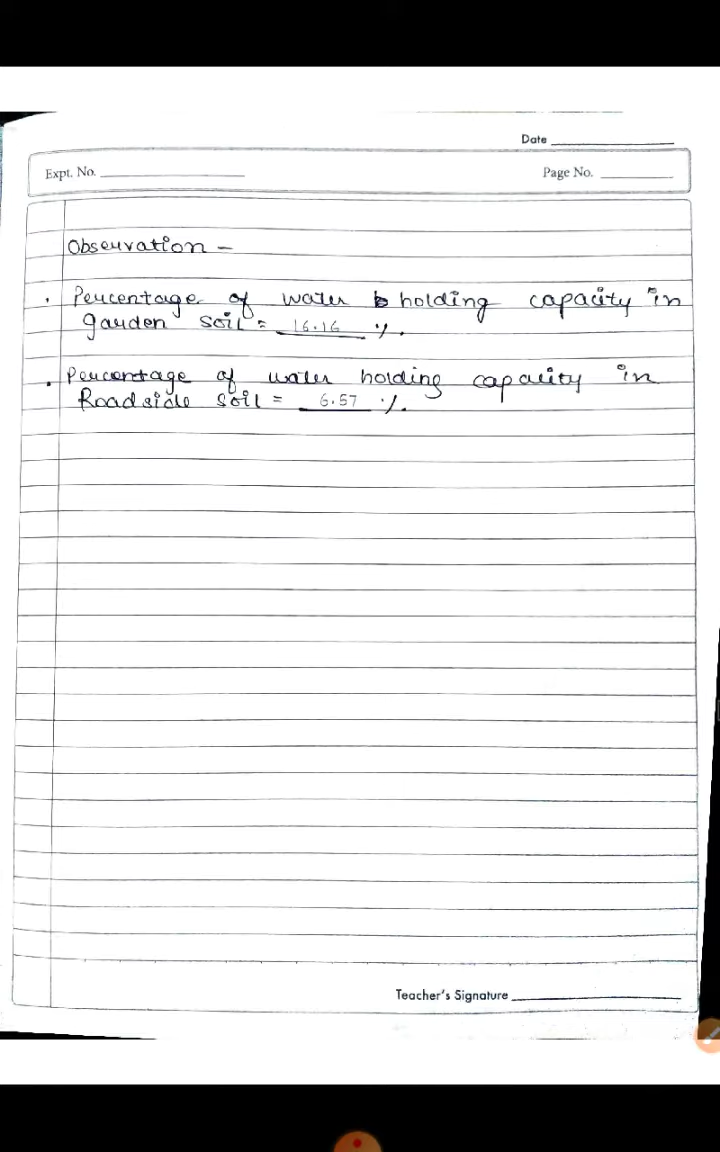 Date
Expt. No.
Page No.
Observation -
. Percentage of water holding capacity in
garden soil = 16.16 %.
. Percentage of water holding capacity in
Roadside soil = 6.57 %.
Teacher's Signature